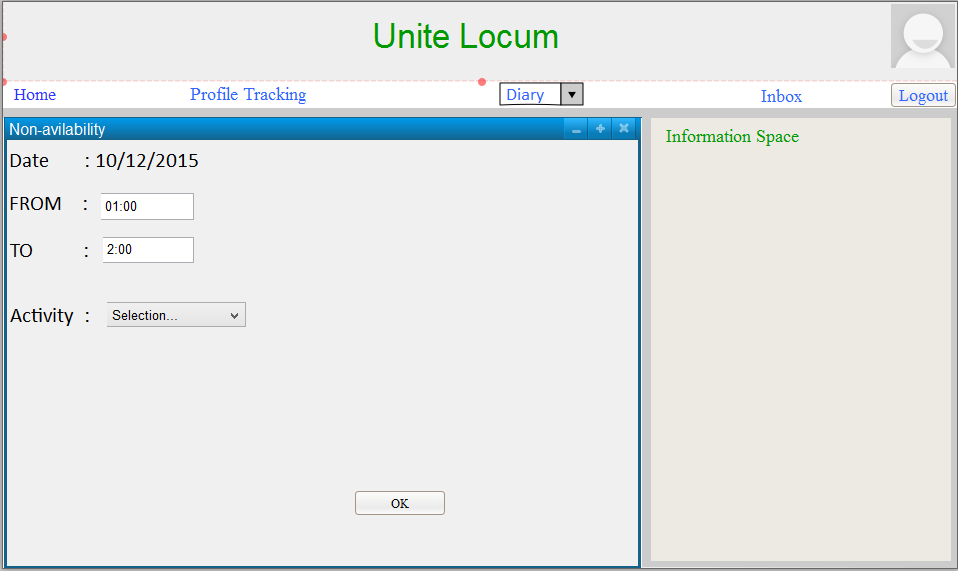 Unite Locum
Home Profile Tracking Diary Inbox Logout
Non-avilability
Date : 10/12/2015
FROM : 01:00
TO : 2:00
Activity : Selection...
OK
Information Space